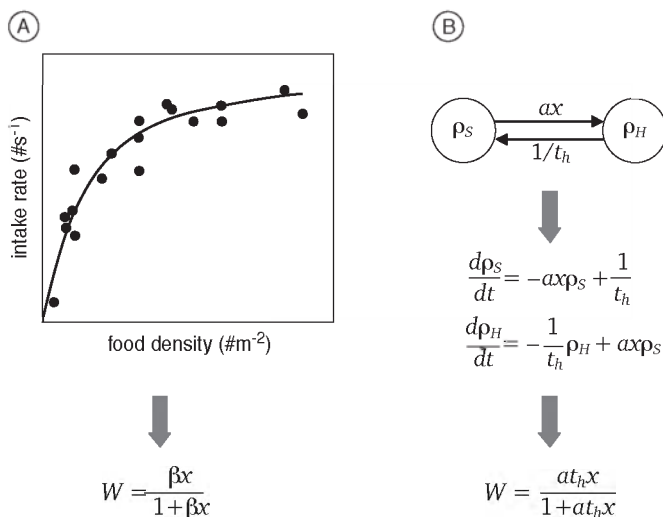 A
intake rate (#s⁻¹)
food density (#m⁻²)
W = βx / 1 + βx
B
ρS
ax
1/th
ρH
dρS/dt = −axρS + 1/th
dρH/dt = −1/th ρH + axρS
W = athx / 1+athx